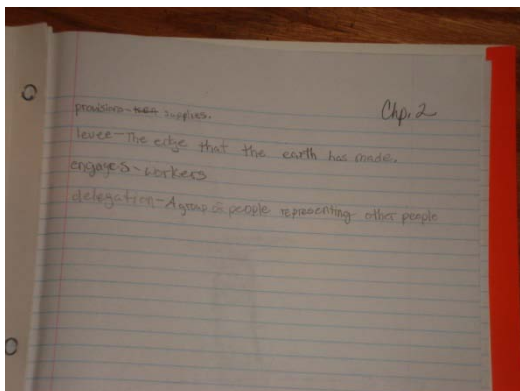 Chp. 2
provisions - supplies.
levee - The edge that the earth has made.
engages - workers
delegation - A group of people representing other people